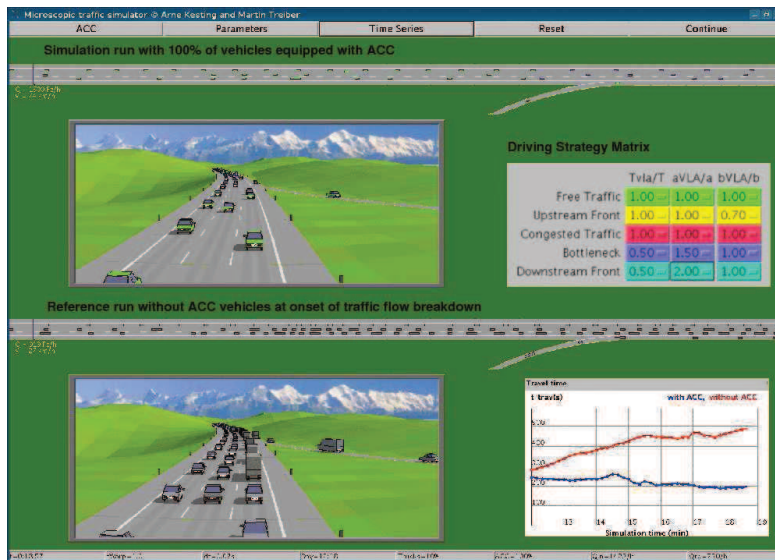 Microscopic traffic simulator © Arne Kesting and Martin Treiber
ACC Parameters Time Series Reset Continue
Simulation run with 100% of vehicles equipped with ACC
Driving Strategy Matrix
Tvla/T aVLA/a bVLA/b
Free Traffic 1.00 1.00 1.00
Upstream Front 1.00 1.00 0.70
Congested Traffic 1.00 1.00 1.00
Bottleneck 0.50 1.50 1.00
Downstream Front 0.50 2.00 1.00
Reference run without ACC vehicles at onset of traffic flow breakdown
Travel time
with ACC, without ACC
400
200
100
13 14 15 16 17 18 19
Simulation time (min)